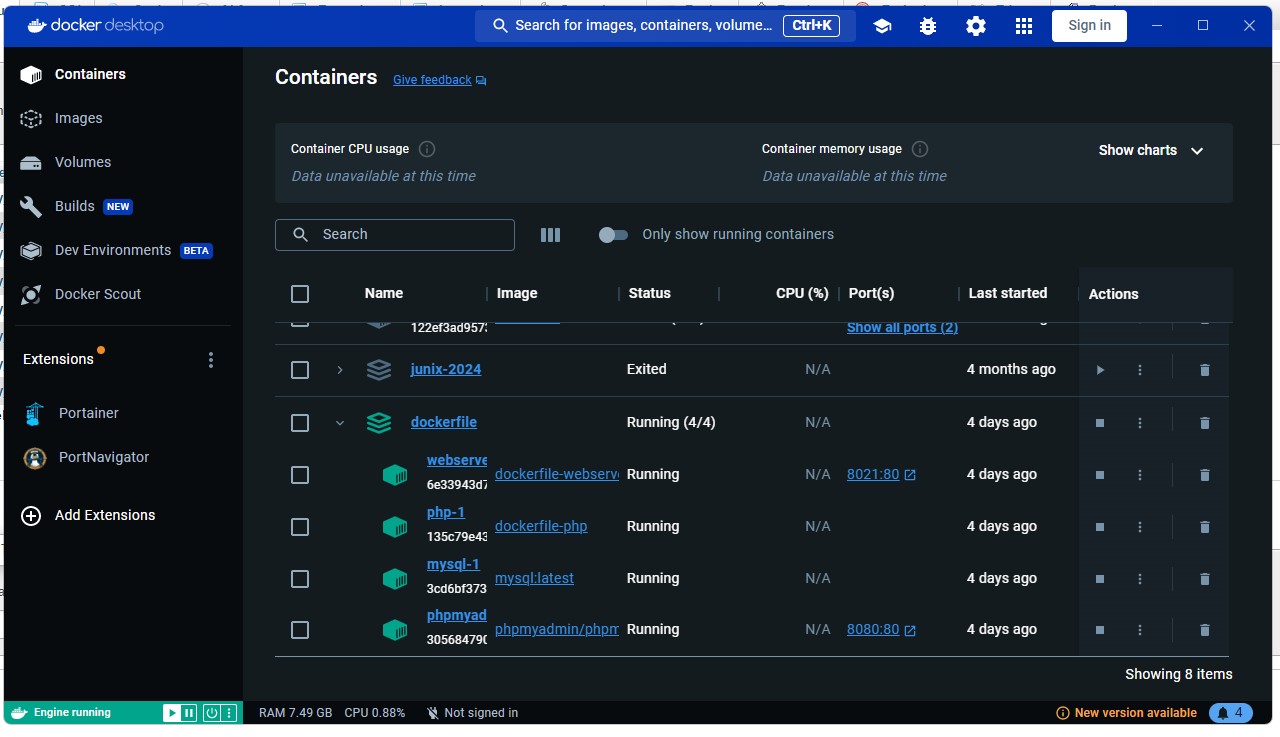 docker desktop
Search for images, containers, volume... Ctrl+K
Sign in
Containers
Images
Volumes
Builds NEW
Dev Environments BETA
Docker Scout
Extensions
Portainer
PortNavigator
Add Extensions
Containers Give feedback
Container CPU usage
Data unavailable at this time
Container memory usage
Data unavailable at this time
Show charts
Search
Only show running containers
Name Image Status CPU (%) Port(s) Last started Actions
122ef3ad957 Show all ports (2)
junix-2024 Exited N/A 4 months ago
dockerfile Running (4/4) N/A 4 days ago
webserve
6e33943d7 dockerfile-webserv Running N/A 8021:80 4 days ago
php-1
135c79e43 dockerfile-php Running N/A 4 days ago
mysql-1
3cd6bf373 mysql:latest Running N/A 4 days ago
phpmyad
305684790 phpmyadmin/phpm Running N/A 8080:80 4 days ago
Showing 8 items
Engine running
RAM 7.49 GB CPU 0.88% Not signed in
New version available 4